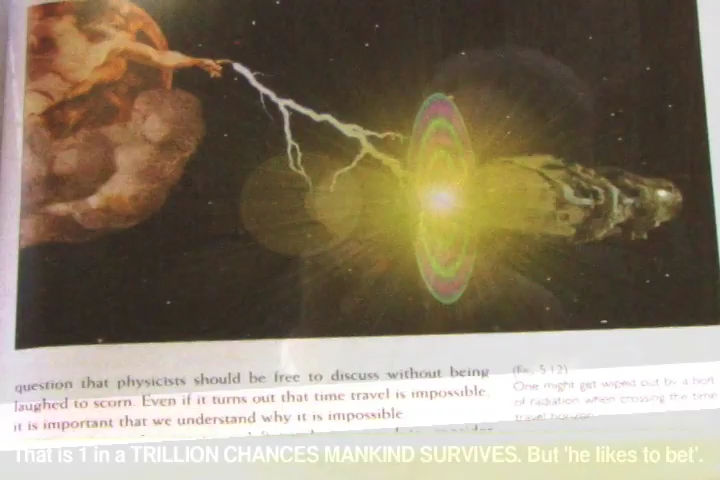 question that physicists should be free to discuss without being
laughed to scorn. Even if it turns out that time travel is impossible,
it is important that we understand why it is impossible
(Fig. 5.12)
One might get wiped out by a bolt
of radiation when crossing the time
travel horizon
That is 1 in a TRILLION CHANCES MANKIND SURVIVES. But 'he likes to bet'.